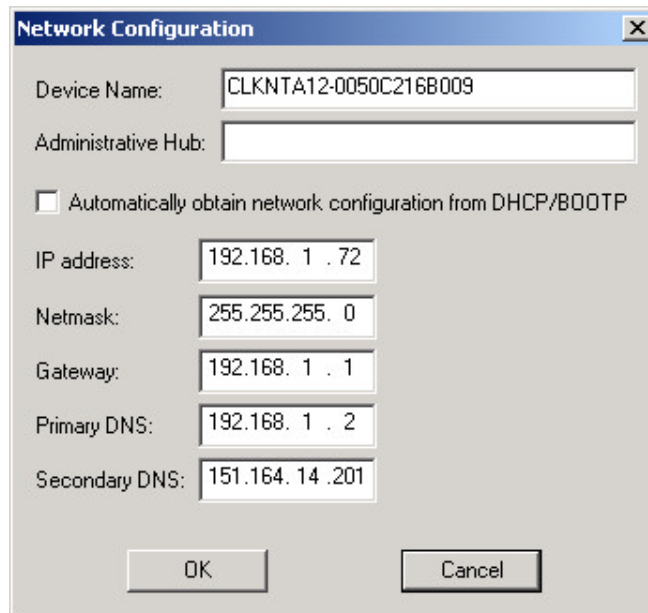 Network Configuration
Device Name: CLKNTA12-0050C216B009
Administrative Hub:
Automatically obtain network configuration from DHCP/BOOTP
IP address: 192.168. 1 . 72
Netmask: 255.255.255. 0
Gateway: 192.168. 1 . 1
Primary DNS: 192.168. 1 . 2
Secondary DNS: 151.164. 14 .201
OK Cancel